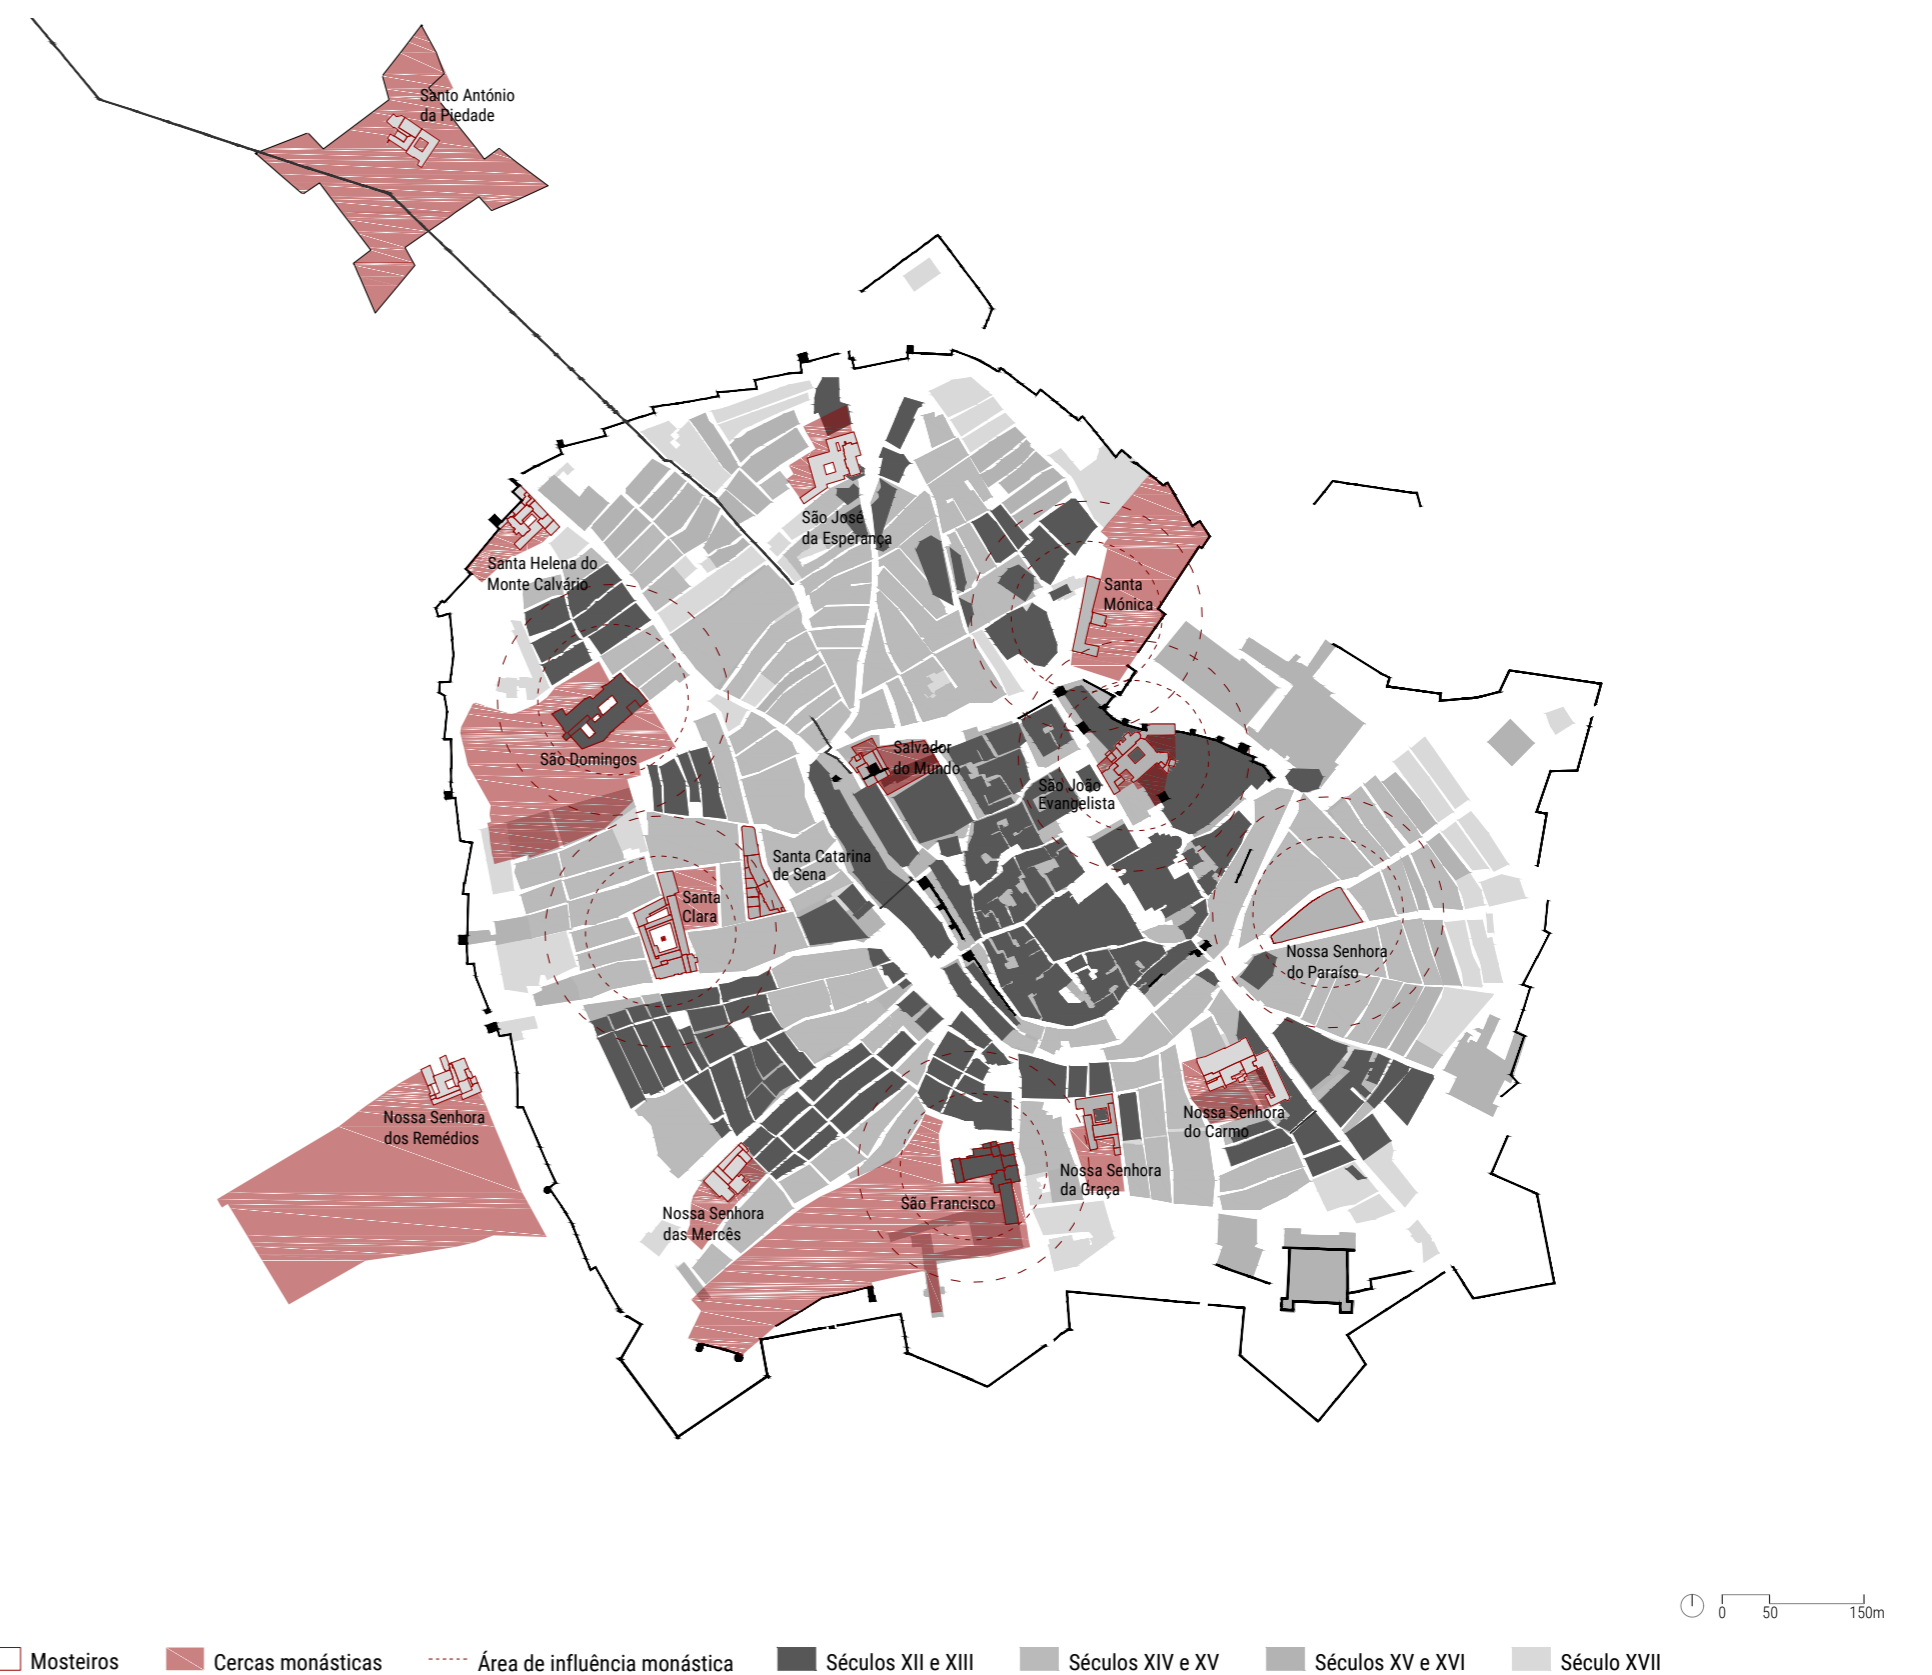 Santo António
da Piedade
São José
da Esperança
Santa Helena do
Monte Calvário
Santa
Mónica
São Domingos
Salvador
do Mundo
São João
Evangelista
Santa Catarina
de Sena
Santa
Clara
Nossa Senhora
do Paraíso
Nossa Senhora
dos Remédios
Nossa Senhora
do Carmo
Nossa Senhora
da Graça
São Francisco
Nossa Senhora
das Mercês
0 50 150m
Mosteiros
Cercas monásticas
Área de influência monástica
Séculos XII e XIII
Séculos XIV e XV
Séculos XV e XVI
Século XVII